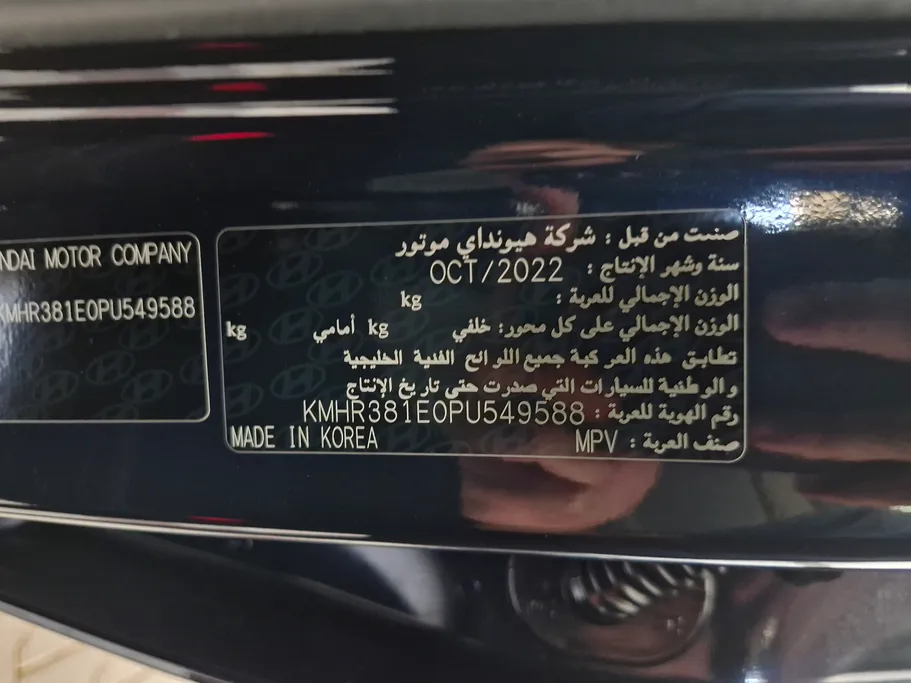 NDAI MOTOR COMPANY
KMHR381E0PU549588
صنعت من قبل : شركة هيونداي موتور
سنة وشهر الإنتاج : OCT/2022
الوزن الإجمالي للعربة : kg
الوزن الإجمالي على كل محور: خلفي kg أمامي kg
تطابق هذه المركبة جميع اللوائح الفنية الخليجية
والوطنية للسيارات التي صدرت حتى تاريخ الإنتاج
رقم الهوية للعربة : KMHR381E0PU549588
صنف العربة : MPV MADE IN KOREA